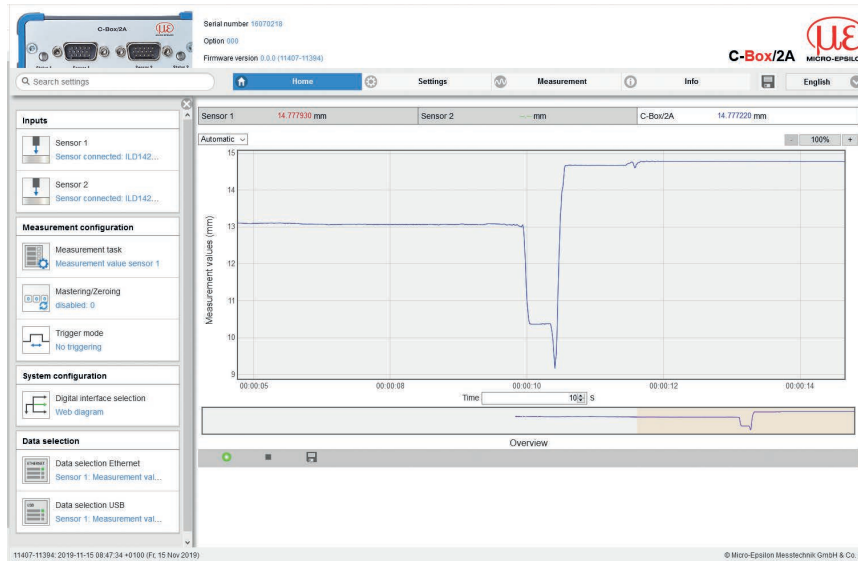 C-Box/2A
Serial number 16070218
Option 000
Firmware version 0.0.0 (11407-11394)
C-Box/2A
με
MICRO-EPSILO
Search settings
Home
Settings
Measurement
Info
English
Inputs
Sensor 1
Sensor connected: ILD142...
Sensor 2
Sensor connected: ILD142...
Measurement configuration
Measurement task
Measurement value sensor 1
Mastering/Zeroing
disabled: 0
Trigger mode
No triggering
System configuration
Digital interface selection
Web diagram
Data selection
ETHERNET
Data selection Ethernet
Sensor 1: Measurement val...
USB
Data selection USB
Sensor 1: Measurement val...
Sensor 1 14.777930 mm
Sensor 2 -.-- mm
C-Box/2A 14.777220 mm
Automatic
- 100% +
Measurement values (mm)
15
14
13
12
11
10
9
00:00:05 00:00:08 00:00:10 00:00:12 00:00:14
Time 10 s
Overview
11407-11394: 2019-11-15 08:47:34 +0100 (Fr, 15 Nov 2019)
© Micro-Epsilon Messtechnik GmbH & Co.